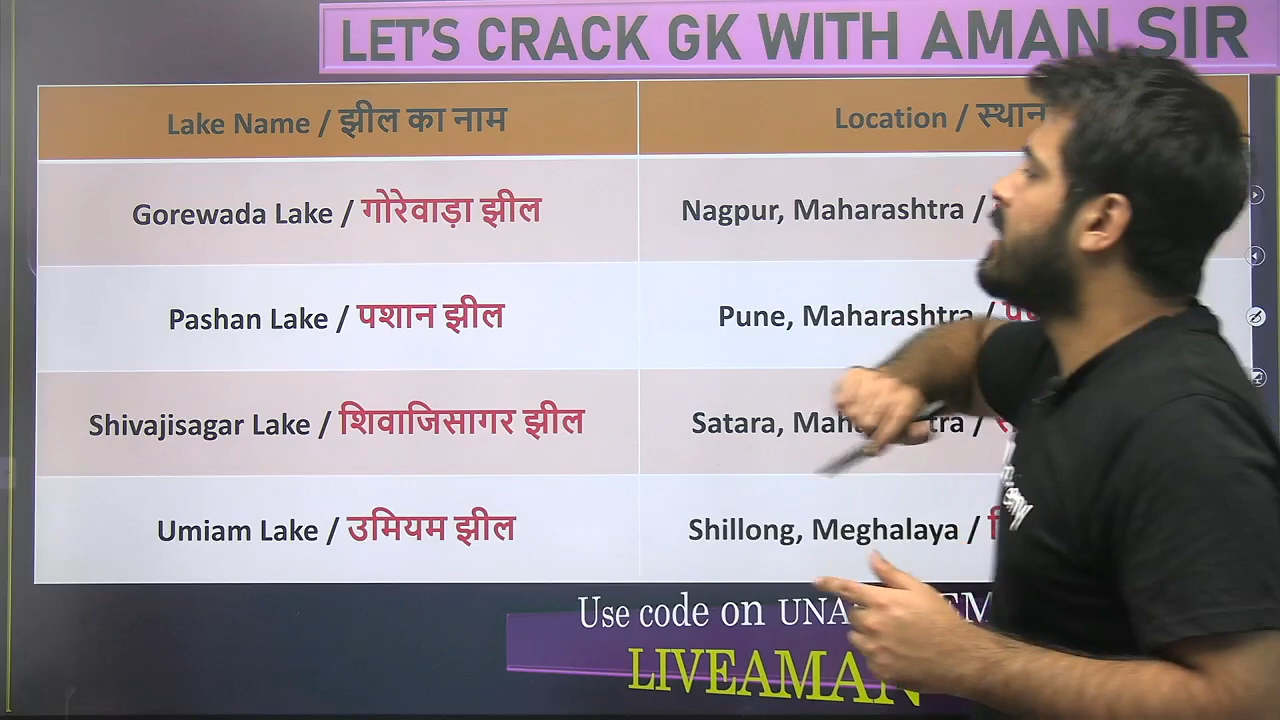 LET'S CRACK GK WITH AMAN SIR
Lake Name / झील का नाम
Location / स्थान
Gorewada Lake / गोरेवाड़ा झील
Nagpur, Maharashtra /
Pashan Lake / पशान झील
Pune, Maharashtra /
Shivajisagar Lake / शिवाजिसागर झील
Satara,
Umiam Lake / उमियम झील
Shillong, Meghalaya /
Use code on
LIVEAMAN